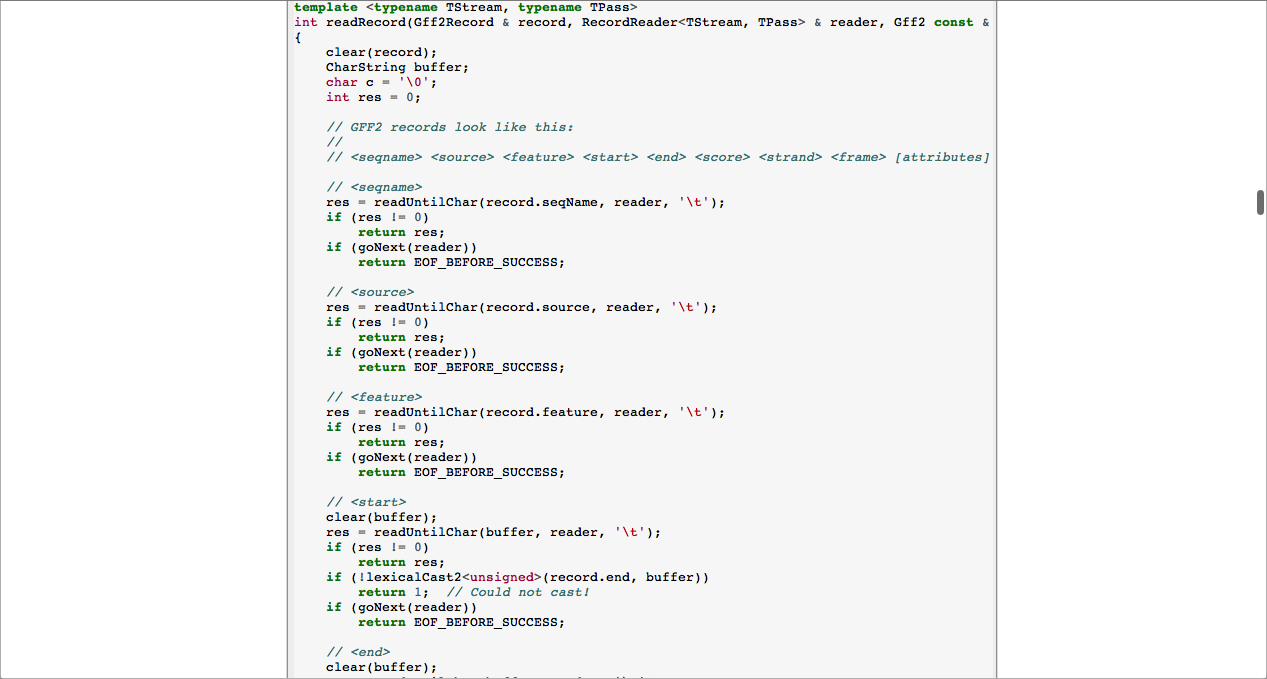 template <typename TStream, typename TPass>
int readRecord(Gff2Record & record, RecordReader<TStream, TPass> & reader, Gff2 const &
{
    clear(record);
    CharString buffer;
    char c = '\0';
    int res = 0;

    // GFF2 records look like this:
    //
    // <seqname> <source> <feature> <start> <end> <score> <strand> <frame> [attributes]

    // <seqname>
    res = readUntilChar(record.seqName, reader, '\t');
    if (res != 0)
        return res;
    if (goNext(reader))
        return EOF_BEFORE_SUCCESS;

    // <source>
    res = readUntilChar(record.source, reader, '\t');
    if (res != 0)
        return res;
    if (goNext(reader))
        return EOF_BEFORE_SUCCESS;

    // <feature>
    res = readUntilChar(record.feature, reader, '\t');
    if (res != 0)
        return res;
    if (goNext(reader))
        return EOF_BEFORE_SUCCESS;

    // <start>
    clear(buffer);
    res = readUntilChar(buffer, reader, '\t');
    if (res != 0)
        return res;
    if (!lexicalCast2<unsigned>(record.end, buffer))
        return 1;  // Could not cast!
    if (goNext(reader))
        return EOF_BEFORE_SUCCESS;

    // <end>
    clear(buffer);